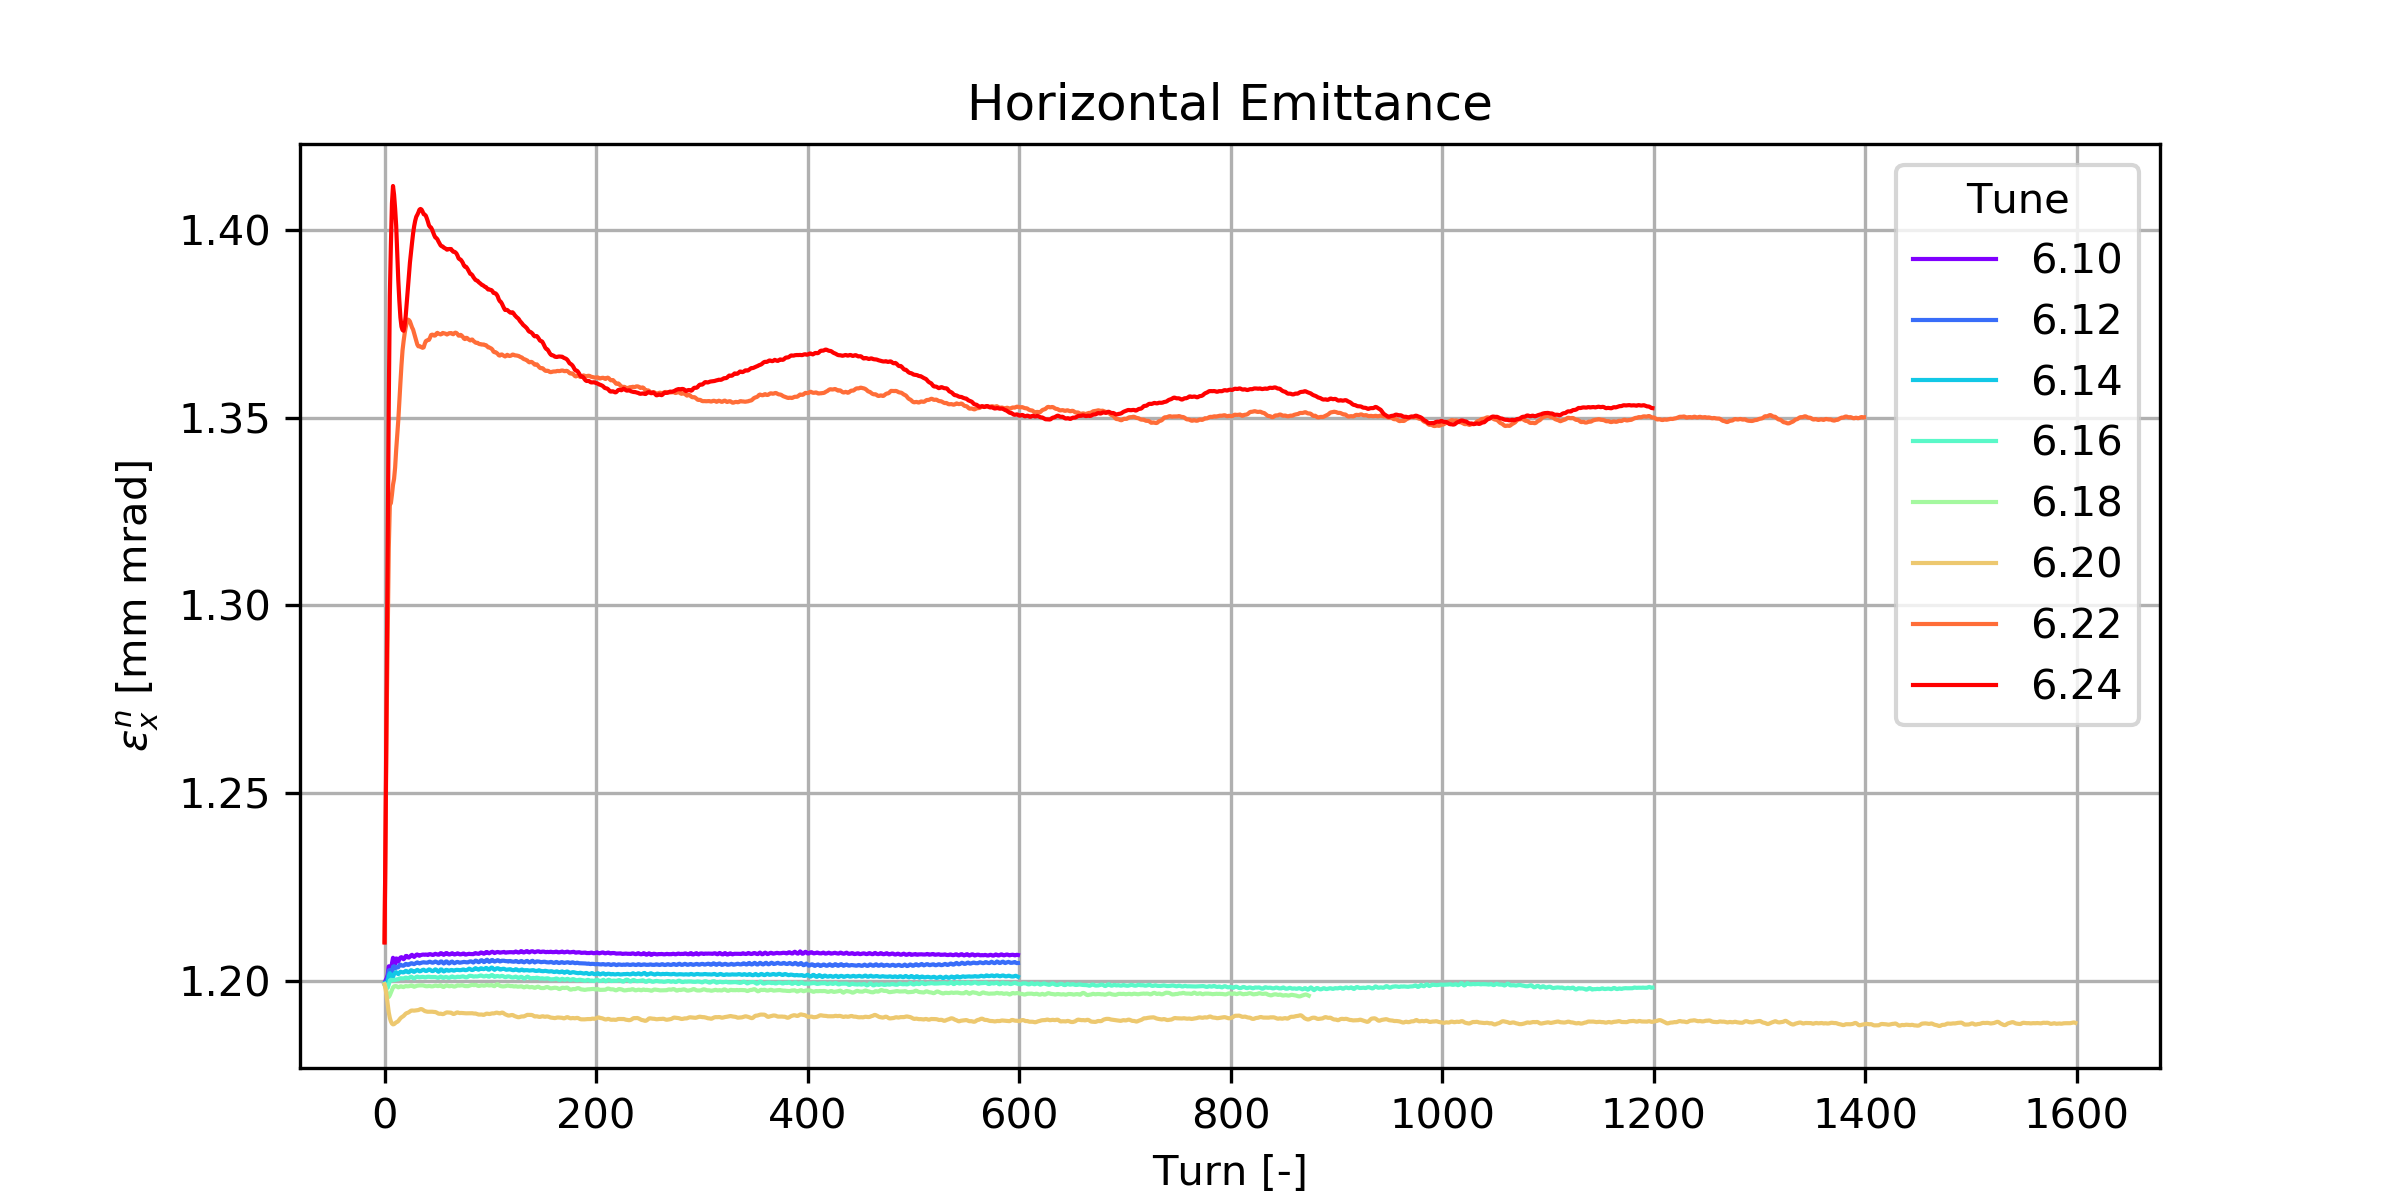 Horizontal Emittance
1.40
1.35
1.30
1.25
1.20
ε_x^n [mm mrad]
0 200 400 600 800 1000 1200 1400 1600
Turn [-]
Tune
6.10
6.12
6.14
6.16
6.18
6.20
6.22
6.24